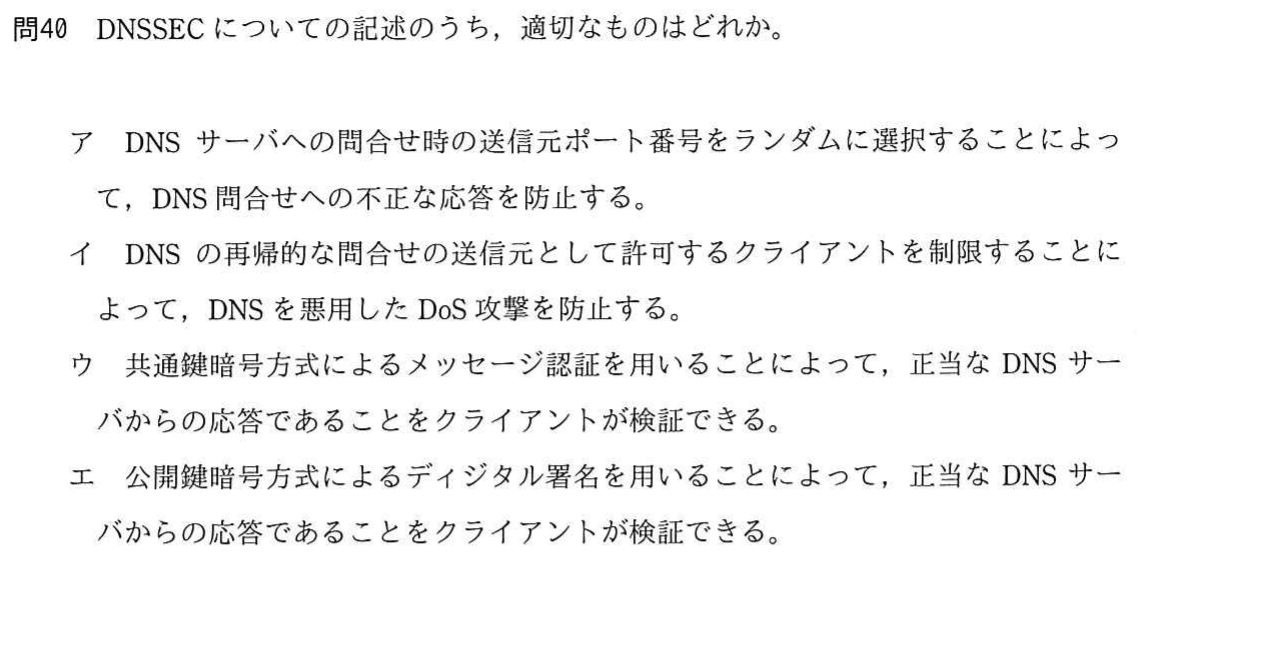 問40 DNSSEC についての記述のうち，適切なものはどれか。
ア DNS サーバへの問合せ時の送信元ポート番号をランダムに選択することによっ
て，DNS 問合せへの不正な応答を防止する。
イ DNS の再帰的な問合せの送信元として許可するクライアントを制限することに
よって，DNS を悪用した DoS 攻撃を防止する。
ウ 共通鍵暗号方式によるメッセージ認証を用いることによって，正当な DNS サー
バからの応答であることをクライアントが検証できる。
エ 公開鍵暗号方式によるディジタル署名を用いることによって，正当な DNS サー
バからの応答であることをクライアントが検証できる。